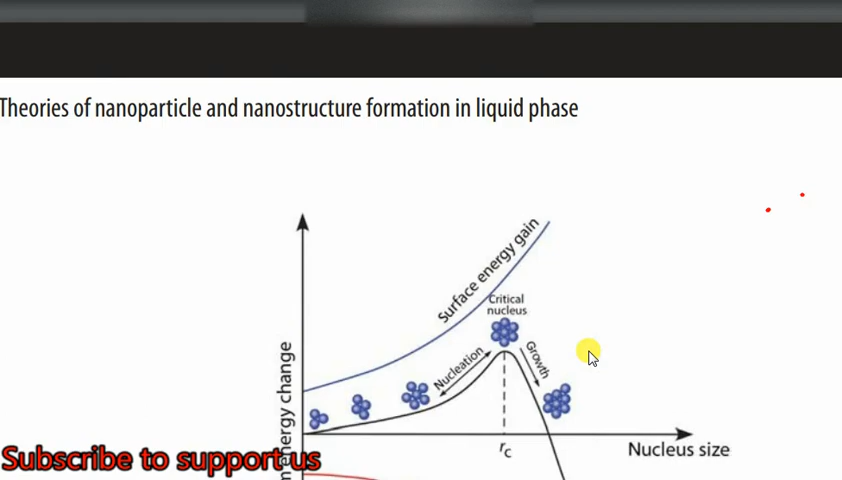 Theories of nanoparticle and nanostructure formation in liquid phase
Surface energy gain
Critical
nucleus
Nucleation
Growth
energy change
Nucleus size
rc
Subscribe to support us